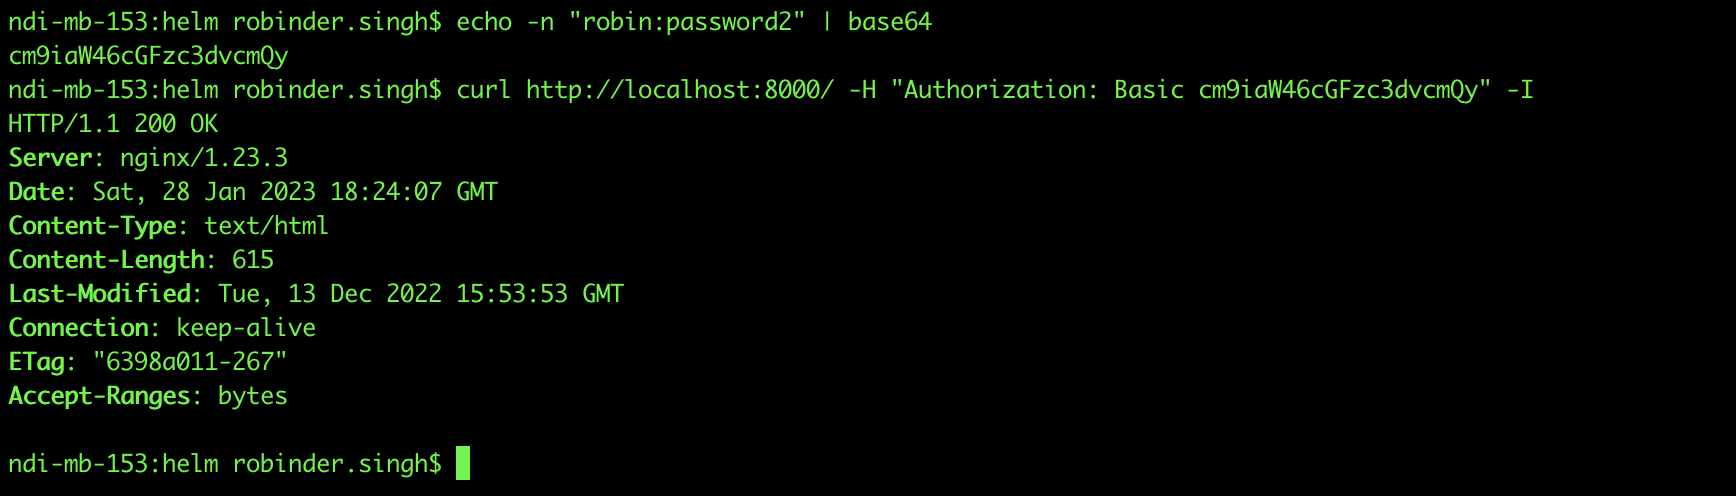 ndi-mb-153:helm robinder.singh$ echo -n "robin:password2" | base64
cm9iaW46cGFzc3dvcmQy
ndi-mb-153:helm robinder.singh$ curl http://localhost:8000/ -H "Authorization: Basic cm9iaW46cGFzc3dvcmQy" -I
HTTP/1.1 200 OK
Server: nginx/1.23.3
Date: Sat, 28 Jan 2023 18:24:07 GMT
Content-Type: text/html
Content-Length: 615
Last-Modified: Tue, 13 Dec 2022 15:53:53 GMT
Connection: keep-alive
ETag: "6398a011-267"
Accept-Ranges: bytes
ndi-mb-153:helm robinder.singh$